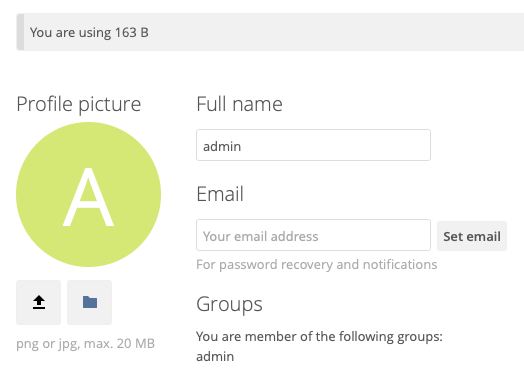 You are using 163 B
Profile picture
A
png or jpg, max. 20 MB
Full name
admin
Email
Your email address
Set email
For password recovery and notifications
Groups
You are member of the following groups:
admin